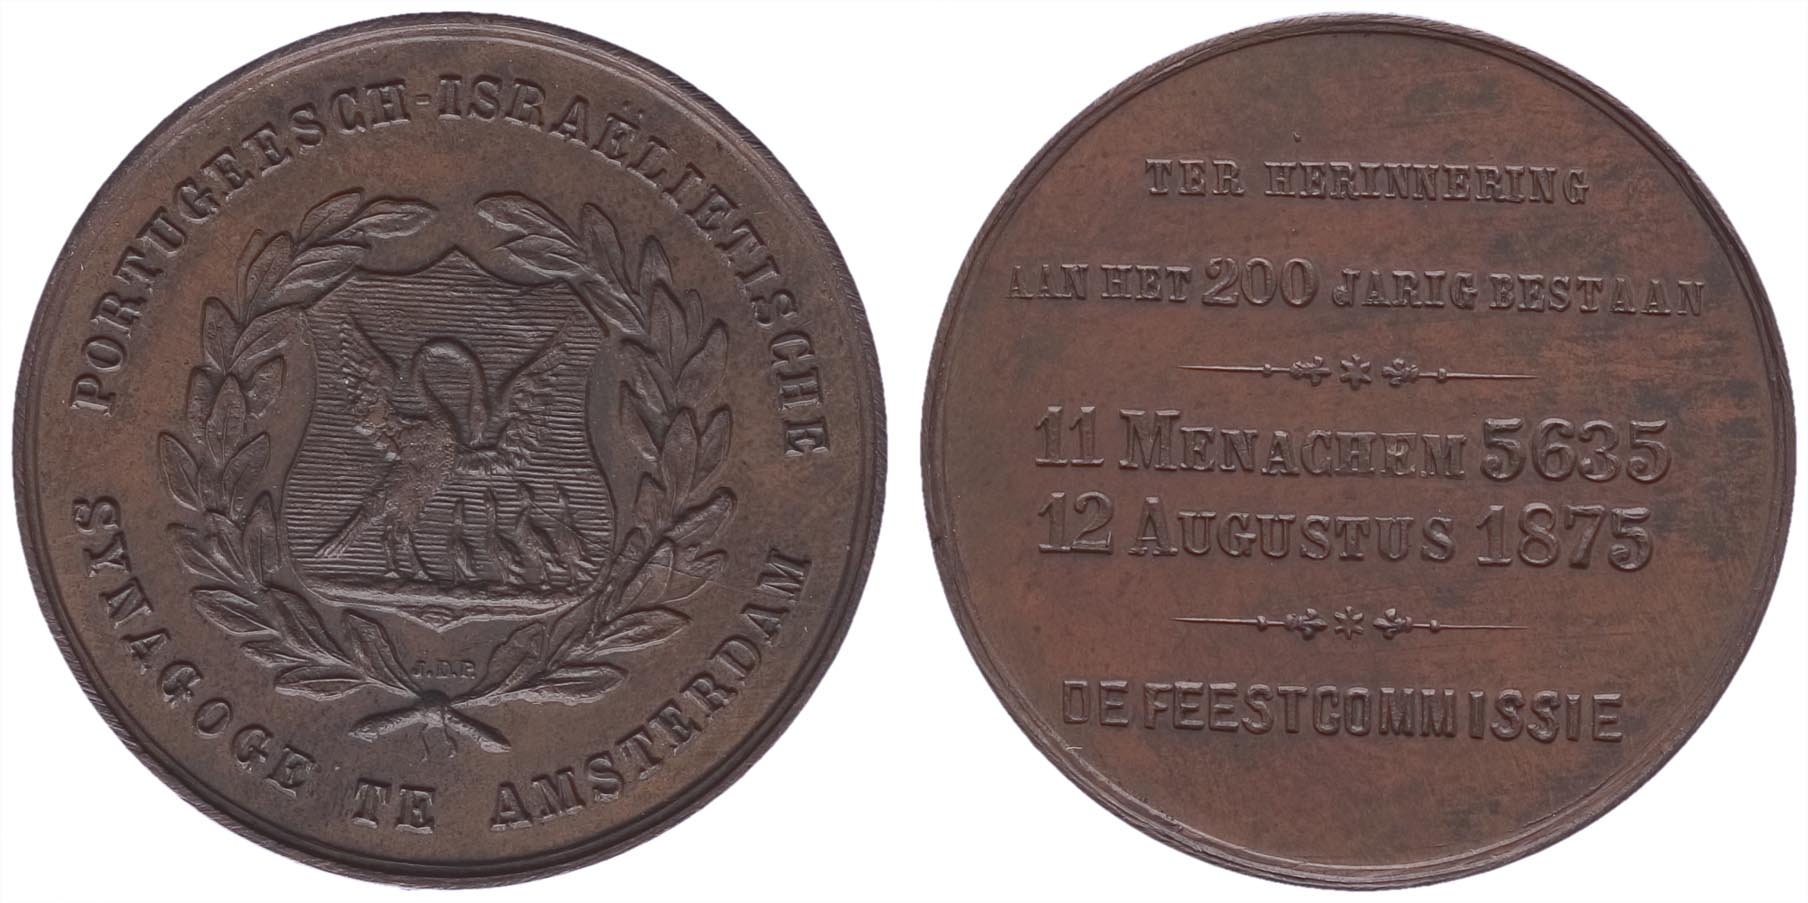 PORTUGEESCH-ISRAËLIETISCHE
SYNAGOGE TE AMSTERDAM
J.D.P.
TER HERINNERING
AAN HET 200 JARIG BESTAAN
11 MENACHEM 5635
12 AUGUSTUS 1875
DE FEESTCOMMISSIE